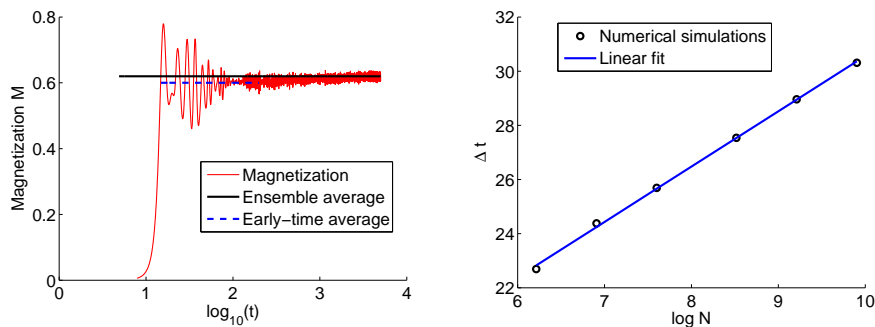 0.8
0.6
0.4
0.2
0
0
1
2
3
4
Magnetization M
log10(t)
Magnetization
Ensemble average
Early−time average
32
30
28
26
24
22
6
7
8
9
10
Δ t
log N
Numerical simulations
Linear fit